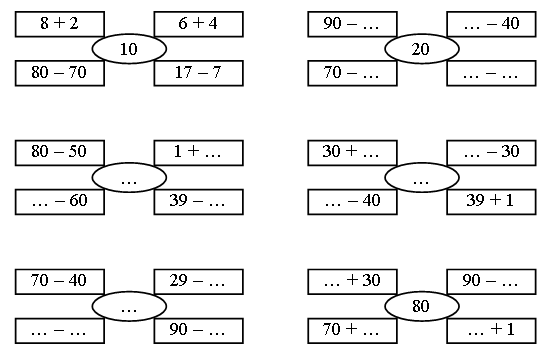 8 + 2 6 + 4 90 – … … – 40
10 20
80 – 70 17 – 7 70 – … … – …
80 – 50 1 + … 30 + … … – 30
… …
… – 60 39 – … … – 40 39 + 1
70 – 40 29 – … … + 30 90 – …
… 80
… – … 90 – … 70 + … … + 1